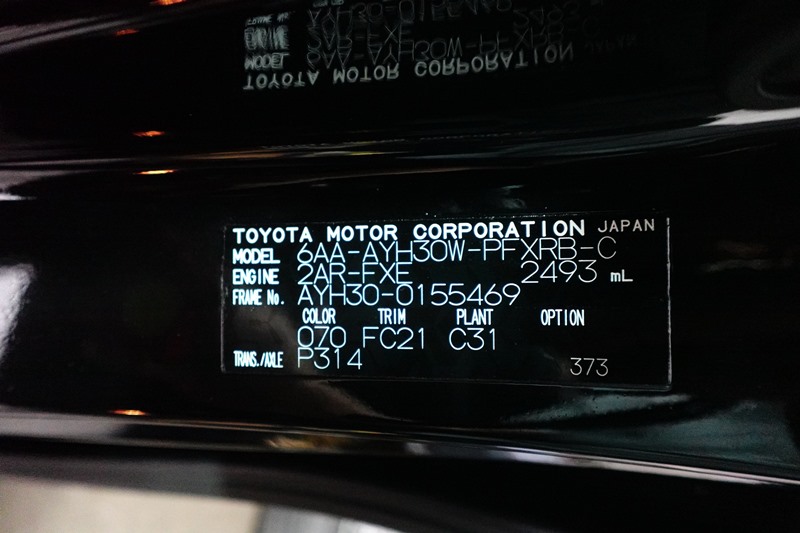 TOYOTA MOTOR CORPORATION JAPAN
MODEL 6AA-AYH30W-PFXRB-C
ENGINE 2AR-FXE 2493 mL
FRAME No. AYH30-0155469
COLOR TRIM PLANT OPTION
070 FC21 C31
TRANS./AXLE P314 373